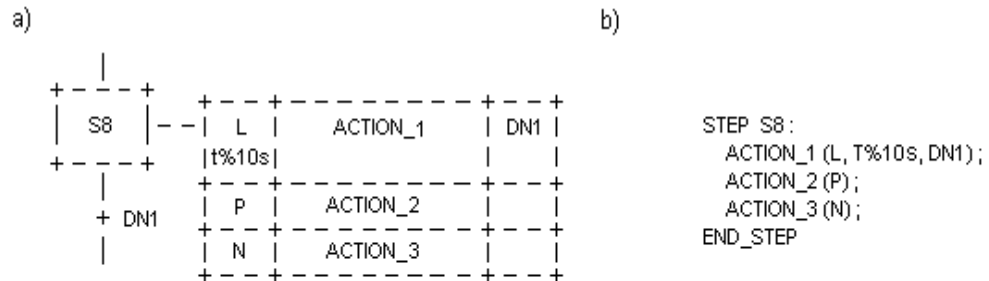 a)
b)
S8
L ACTION_1 DN1
t%10s
P ACTION_2
N ACTION_3
DN1
STEP S8 :
ACTION_1 (L, T%10s, DN1) ;
ACTION_2 (P) ;
ACTION_3 (N) ;
END_STEP